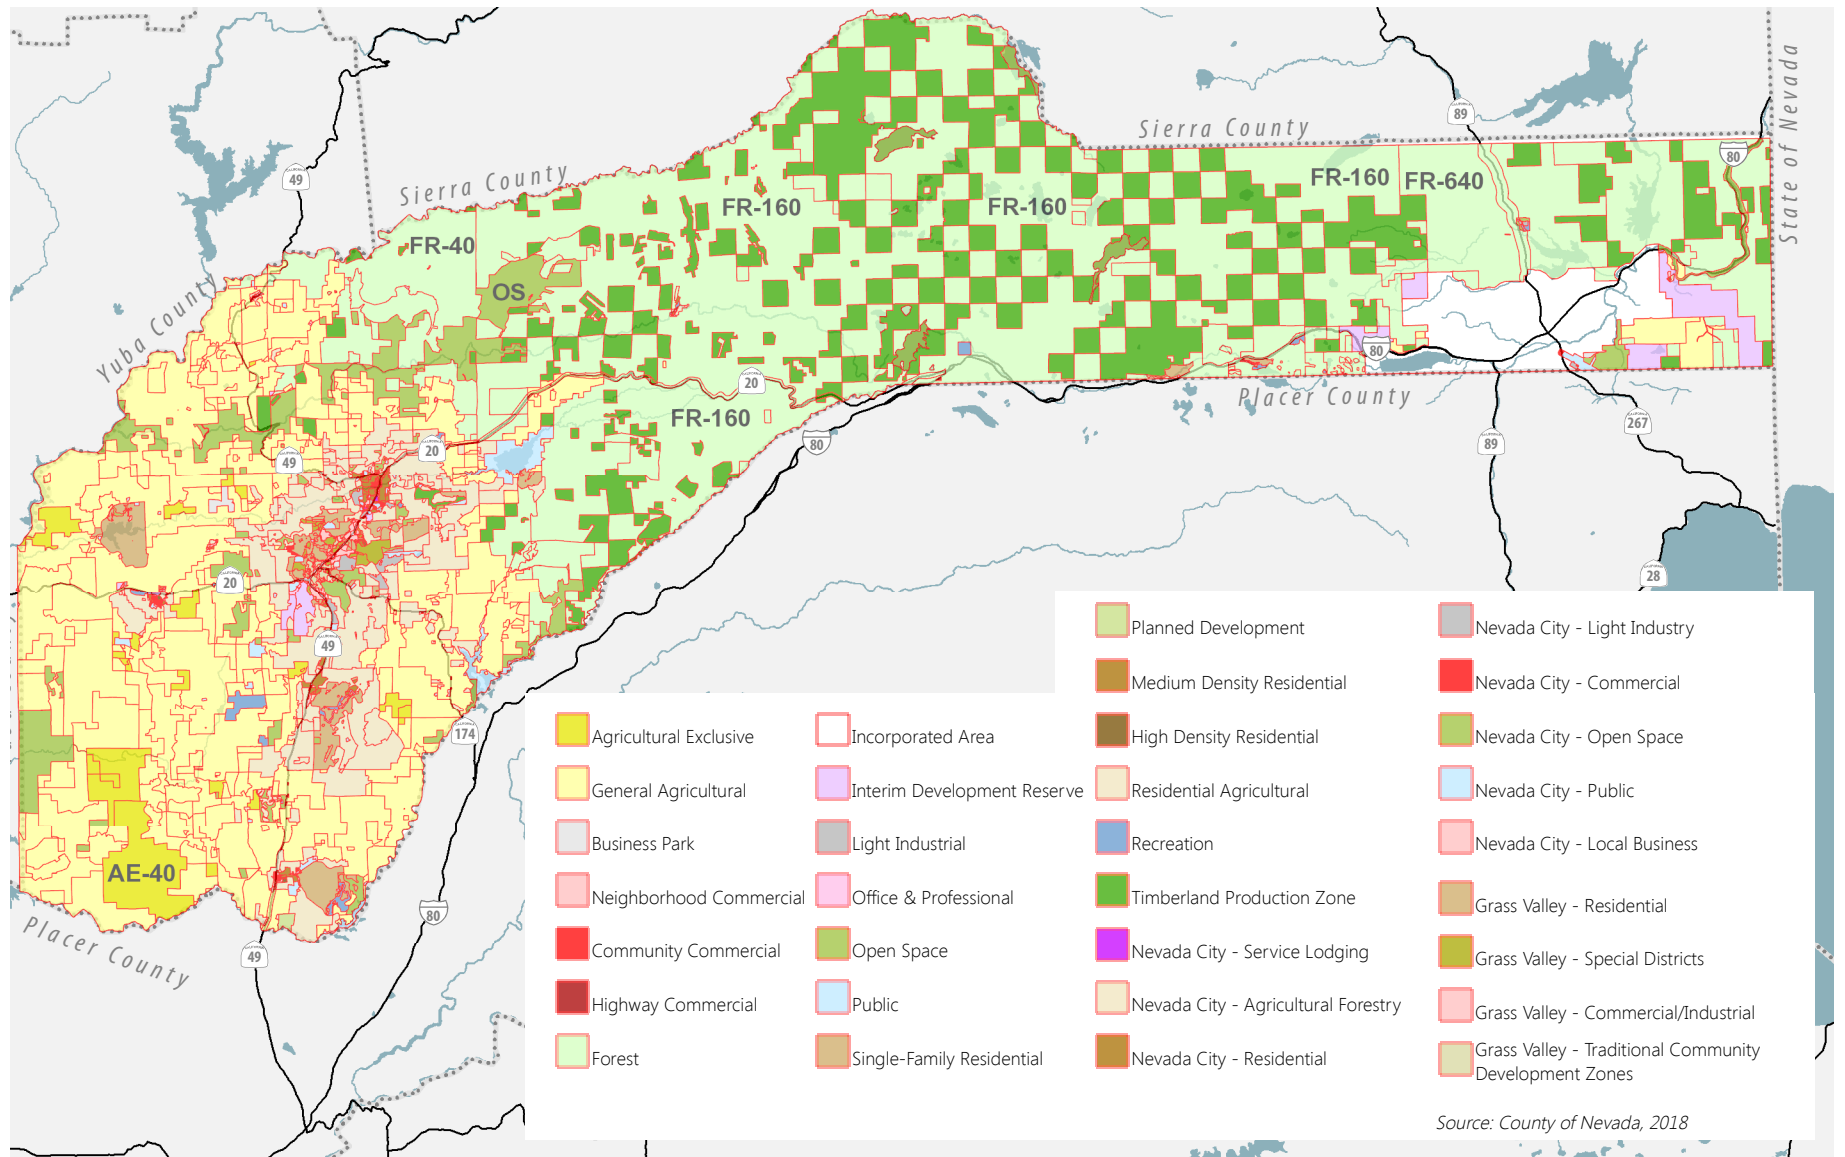 Sierra County
89
80
State of Nevada
49
Sierra County
FR-160
FR-640
FR-160
FR-160
FR-40
OS
Yuba County
80
20
Placer County
FR-160
267
80
89
20
49
20
28
49
174
AE-40
80
Placer County
49
Agricultural Exclusive
General Agricultural
Business Park
Neighborhood Commercial
Community Commercial
Highway Commercial
Forest
Incorporated Area
Interim Development Reserve
Light Industrial
Office & Professional
Open Space
Public
Single-Family Residential
Planned Development
Medium Density Residential
High Density Residential
Residential Agricultural
Recreation
Timberland Production Zone
Nevada City - Service Lodging
Nevada City - Agricultural Forestry
Nevada City - Residential
Nevada City - Light Industry
Nevada City - Commercial
Nevada City - Open Space
Nevada City - Public
Nevada City - Local Business
Grass Valley - Residential
Grass Valley - Special Districts
Grass Valley - Commercial/Industrial
Grass Valley - Traditional Community
Development Zones
Source: County of Nevada, 2018